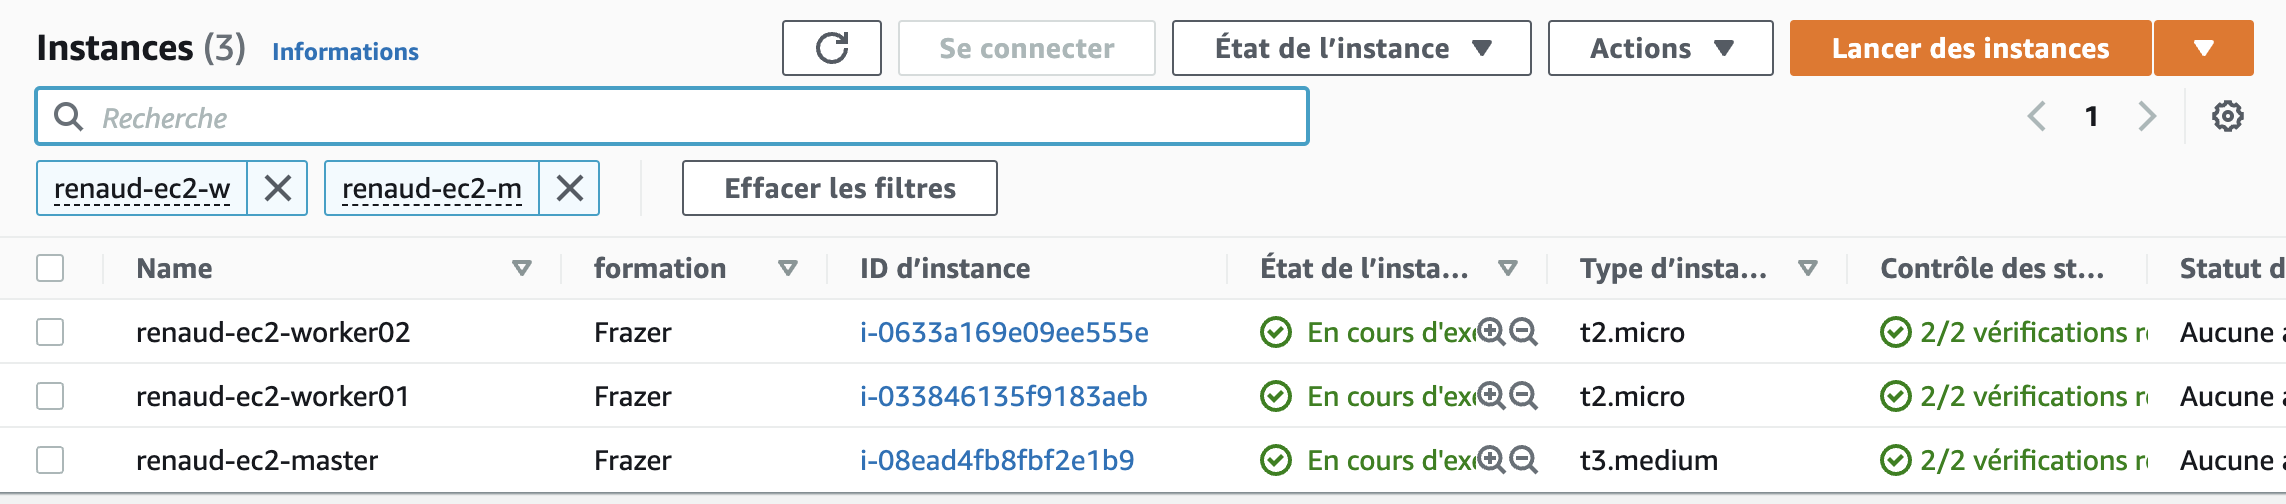 Instances (3) Informations Se connecter État de l’instance Actions Lancer des instances
Recherche 1
renaud-ec2-w renaud-ec2-m Effacer les filtres
Name formation ID d’instance État de l’insta... Type d’insta... Contrôle des st... Statut d
renaud-ec2-worker02 Frazer i-0633a169e09ee555e En cours d'exé t2.micro 2/2 vérifications r Aucune a
renaud-ec2-worker01 Frazer i-033846135f9183aeb En cours d'exé t2.micro 2/2 vérifications r Aucune a
renaud-ec2-master Frazer i-08ead4fb8fbf2e1b9 En cours d'exé t3.medium 2/2 vérifications r Aucune a